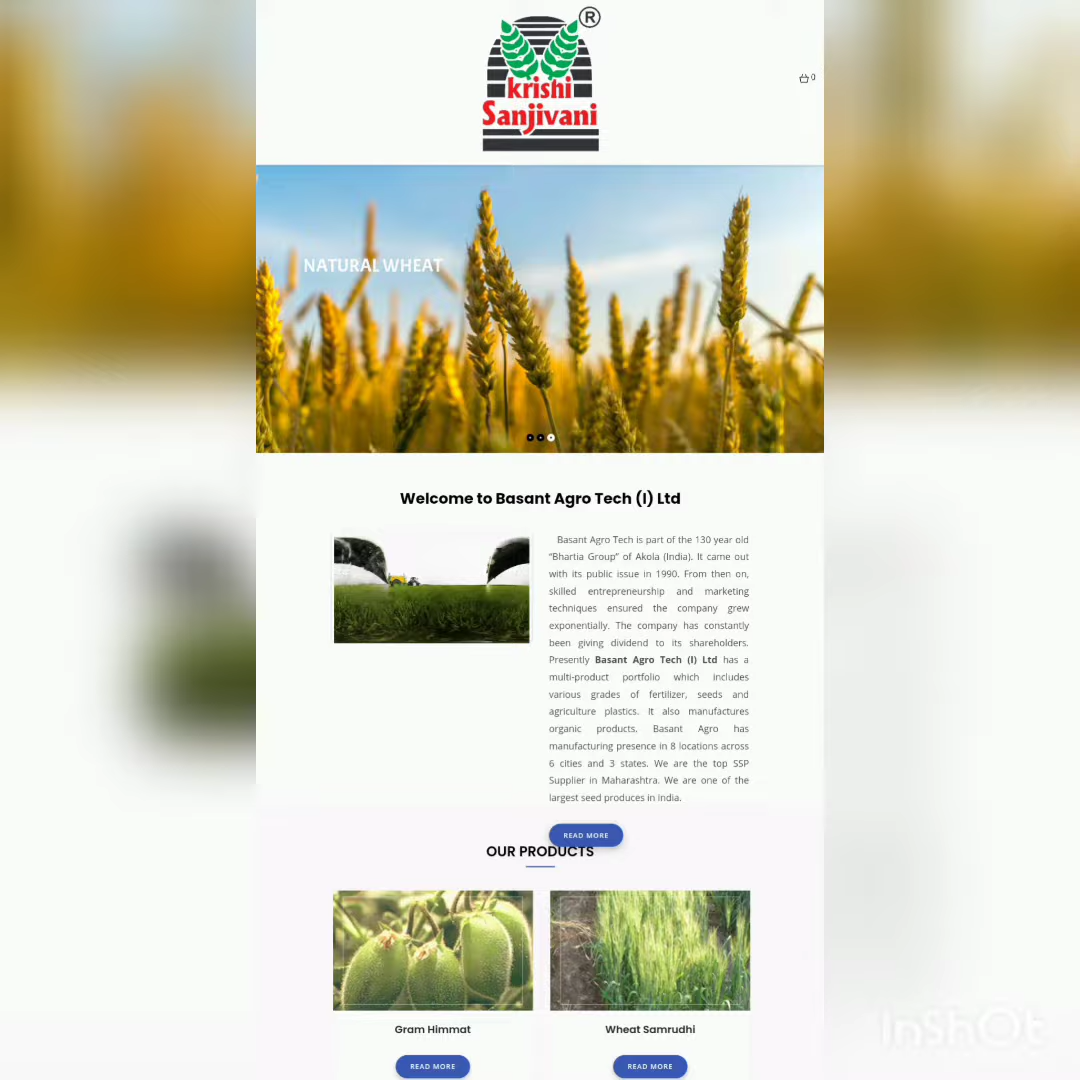 ®
krishi
Sanjivani
0
NATURAL WHEAT
Welcome to Basant Agro Tech (I) Ltd
Basant Agro Tech is part of the 130 year old
“Bhartia Group” of Akola (India). It came out
with its public issue in 1990. From then on,
skilled entrepreneurship and marketing
techniques ensured the company grew
exponentially. The company has constantly
been giving dividend to its shareholders.
Presently Basant Agro Tech (I) Ltd has a
multi-product portfolio which includes
various grades of fertilizer, seeds and
agriculture plastics. It also manufactures
organic products. Basant Agro has
manufacturing presence in 8 locations across
6 cities and 3 states. We are the top SSP
Supplier in Maharashtra. We are one of the
largest seed produces in India.
READ MORE
OUR PRODUCTS
Gram Himmat
Wheat Samrudhi
READ MORE
READ MORE
InShOt